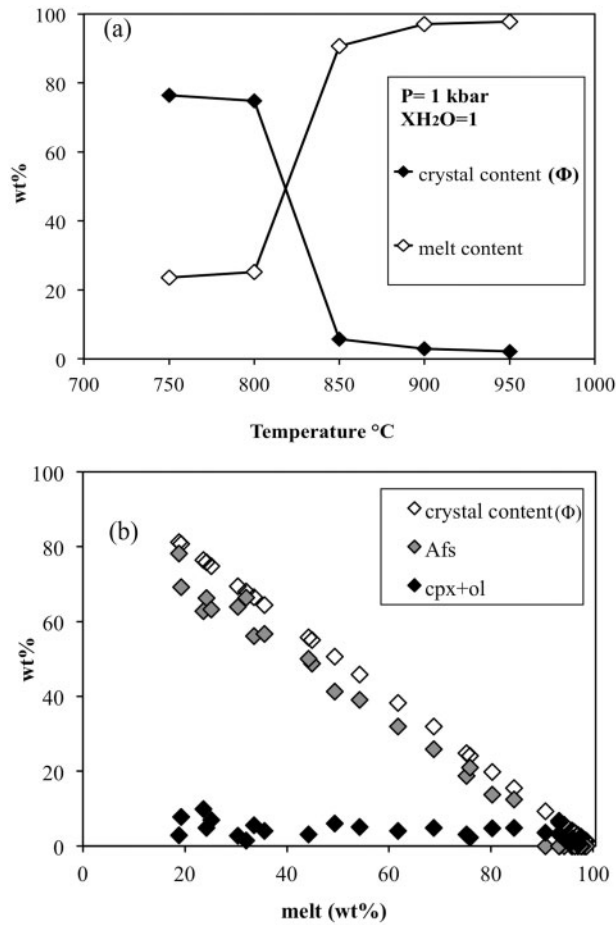 (a)
100
80
60
40
20
0
wt%
700 750 800 850 900 950 1000
Temperature °C
P= 1 kbar
XH₂O=1
crystal content (Φ)
melt content
(b)
100
80
60
40
20
0
wt%
0 20 40 60 80 100
melt (wt%)
crystal content(Φ)
Afs
cpx+ol